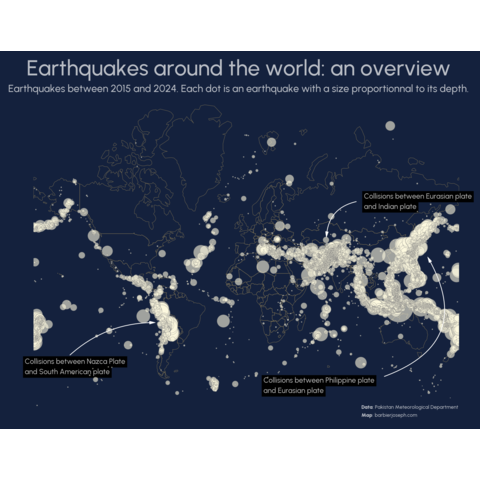 Earthquakes around the world: an overview
Earthquakes between 2015 and 2024. Each dot is an earthquake with a size proportionnal to its depth.
Collisions between Eurasian plate
and Indian plate
Collisions between Nazca Plate
and South American plate
Collisions between Philippine plate
and Eurasian plate
Data: Pakistan Meteorological Department
Map: barbierjoseph.com